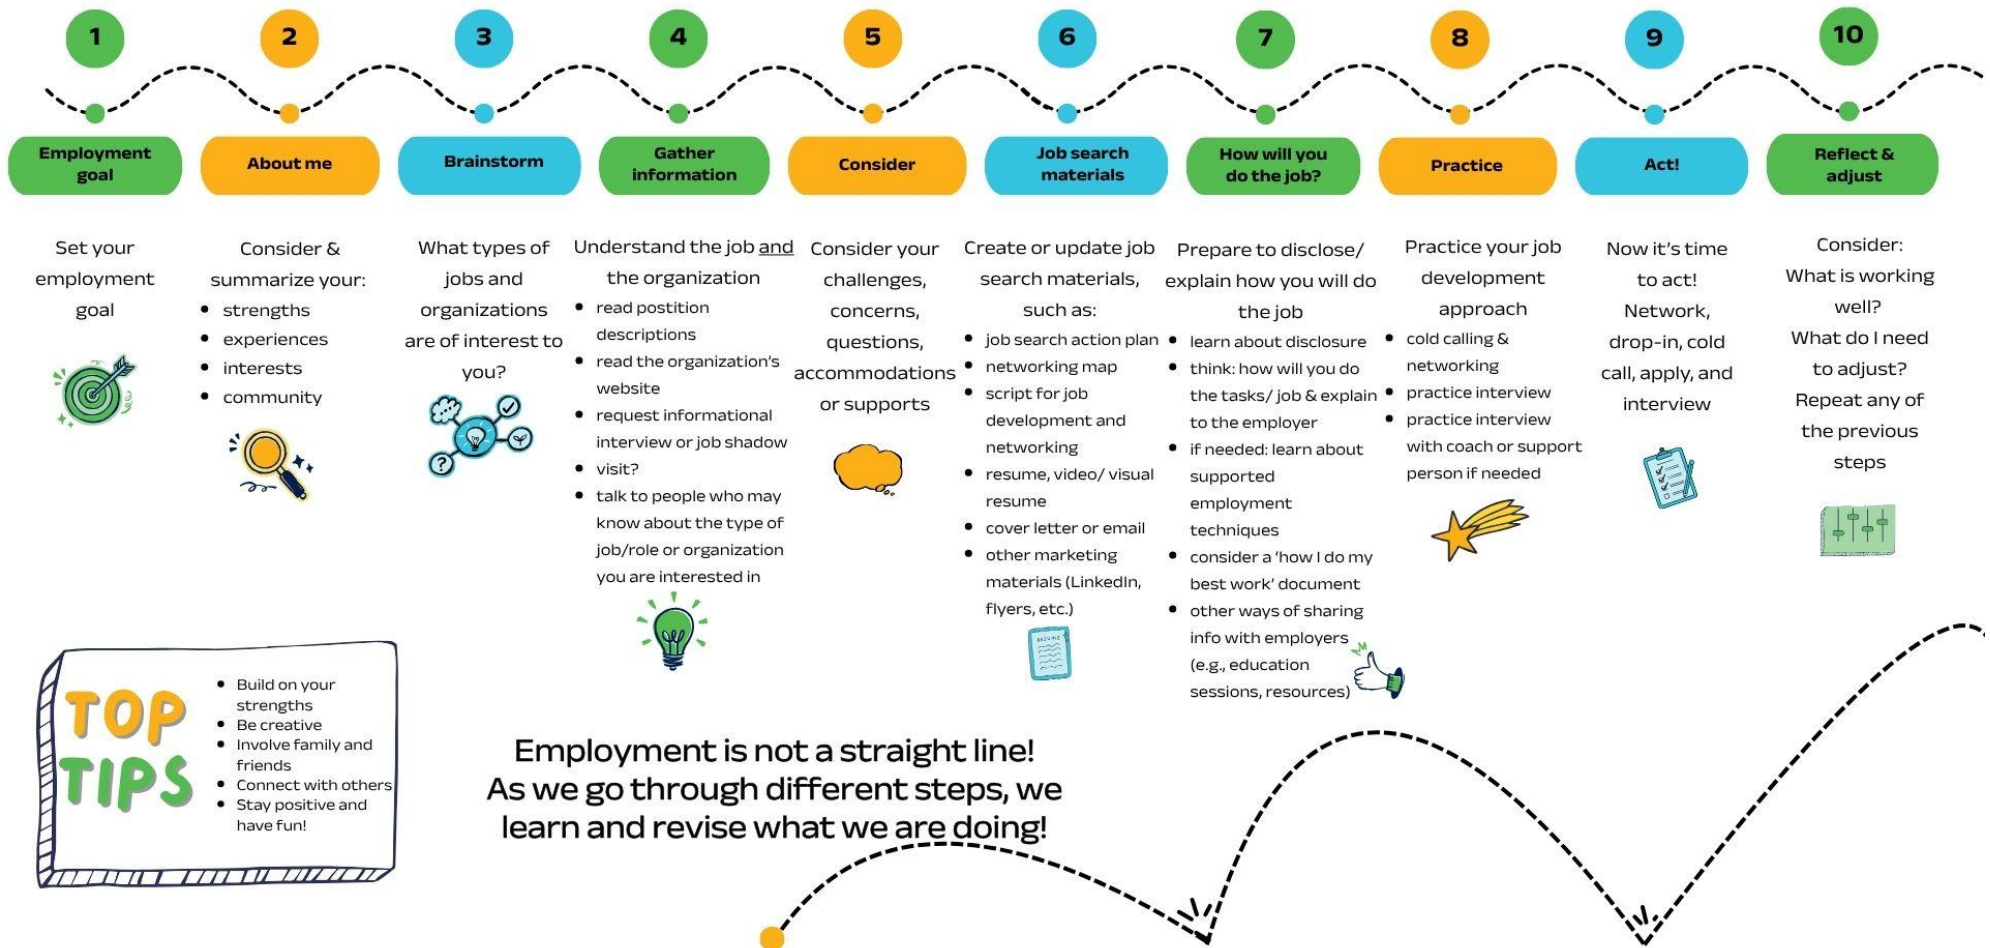 1
2
3
4
5
6
7
8
9
10
Employment
goal
About me
Brainstorm
Gather
information
Consider
Job search
materials
How will you
do the job?
Practice
Act!
Reflect &
adjust
Set your
employment
goal
Consider &
summarize your:
• strengths
• experiences
• interests
• community
What types of
jobs and
organizations
are of interest to
you?
?
Understand the job and
the organization
• read postition
descriptions
• read the organization's
website
• request informational
interview or job shadow
• visit?
• talk to people who may
know about the type of
job/role or organization
you are interested in
Consider your
challenges,
concerns,
questions,
accommodations
or supports
Create or update job
search materials,
such as:
• job search action plan
• networking map
• script for job
development and
networking
• resume, video/ visual
resume
• cover letter or email
• other marketing
materials (LinkedIn,
flyers, etc.)
Prepare to disclose/
explain how you will do
the job
• learn about disclosure
• think: how will you do
the tasks/ job & explain
to the employer
• if needed: learn about
supported
employment
techniques
• consider a 'how I do my
best work' document
• other ways of sharing
info with employers
(e.g., education
sessions, resources)
Practice your job
development
approach
• cold calling &
networking
• practice interview
• practice interview
with coach or support
person if needed
Now it's time
to act!
Network,
drop-in, cold
call, apply, and
interview
Consider:
What is working
well?
What do I need
to adjust?
Repeat any of
the previous
steps
TOP
TIPS
• Build on your
strengths
• Be creative
• Involve family and
friends
• Connect with others
• Stay positive and
have fun!
Employment is not a straight line!
As we go through different steps, we
learn and revise what we are doing!